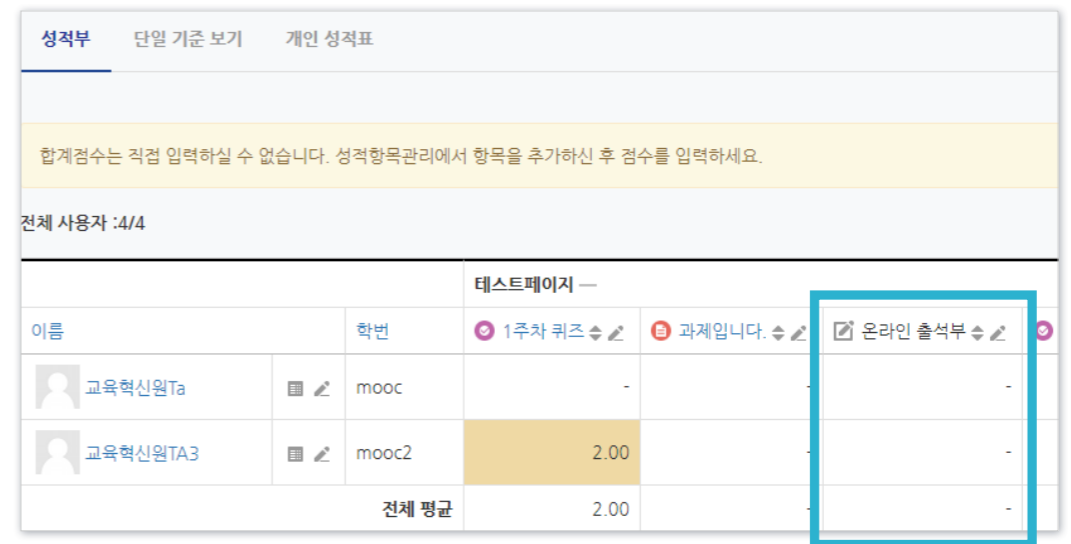 성적부 단일 기준 보기 개인 성적표
합계점수는 직접 입력하실 수 없습니다. 성적항목관리에서 항목을 추가하신 후 점수를 입력하세요.
전체 사용자 :4/4
테스트페이지 —
이름 학번 1주차 퀴즈 과제입니다. 온라인 출석부
교육혁신원Ta mooc - - -
교육혁신원TA3 mooc2 2.00 - -
전체 평균 2.00 - -